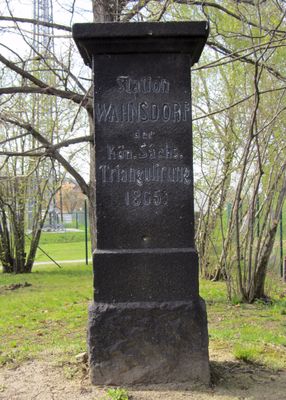 Station
WAHNSDORF
der
Kön. Sächs.
Triangulirung
1865.